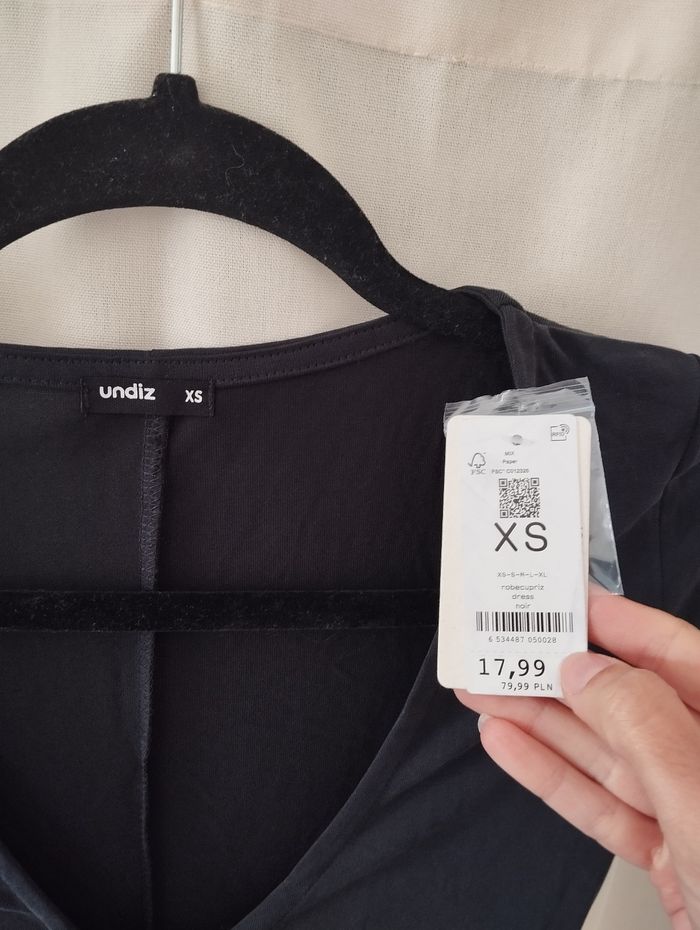 undiz XS
RFID
MIX
Paper
FSC® C012326
FSC
XS
XS-S-M-L-XL
robecupriz
dress
noir
6 534487 050028
17,99
79,99 PLN